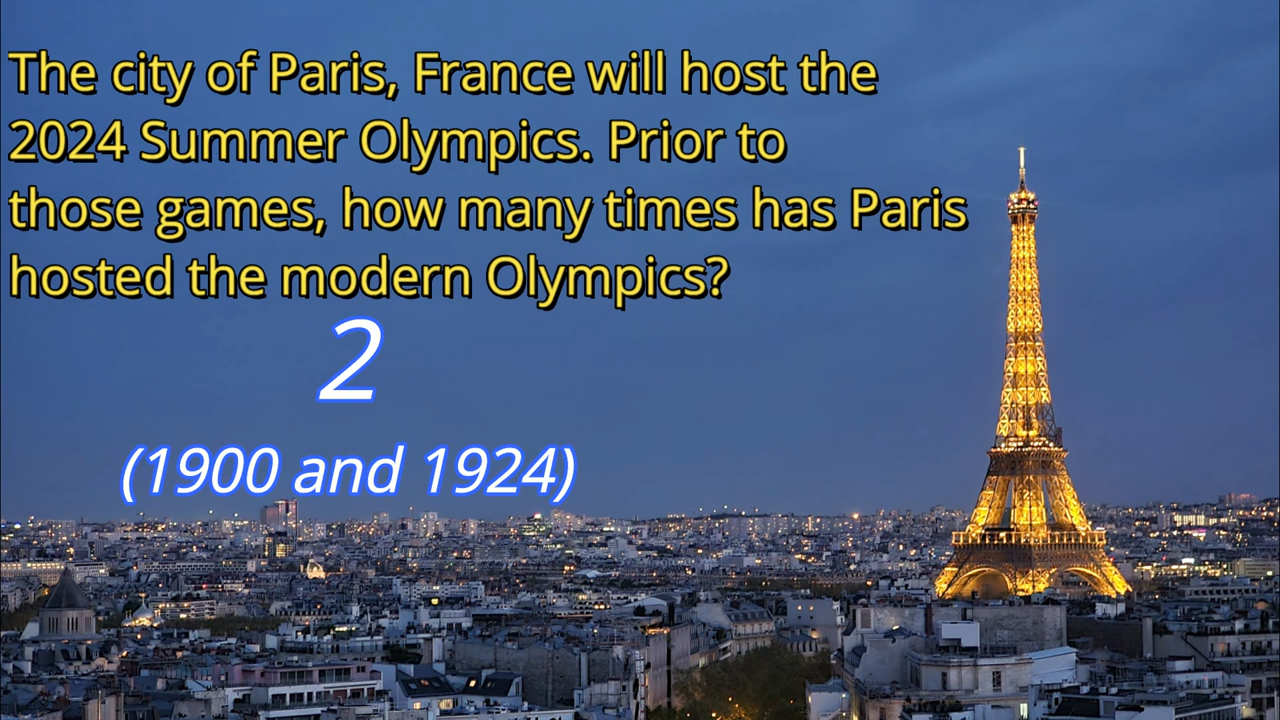 The city of Paris, France will host the
2024 Summer Olympics. Prior to
those games, how many times has Paris
hosted the modern Olympics?
2
(1900 and 1924)